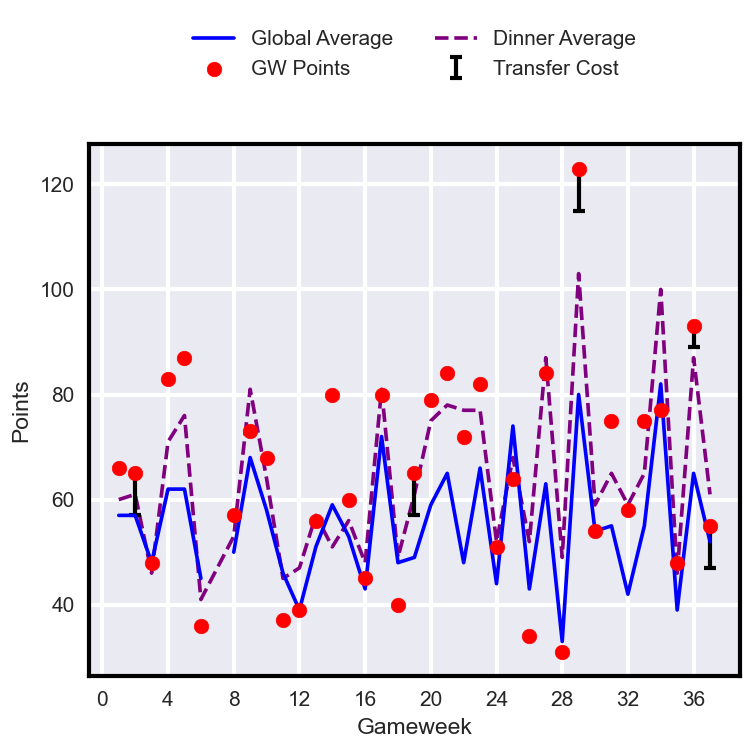 Global Average
Dinner Average
GW Points
Transfer Cost
120
100
80
60
40
Points
0 4 8 12 16 20 24 28 32 36
Gameweek